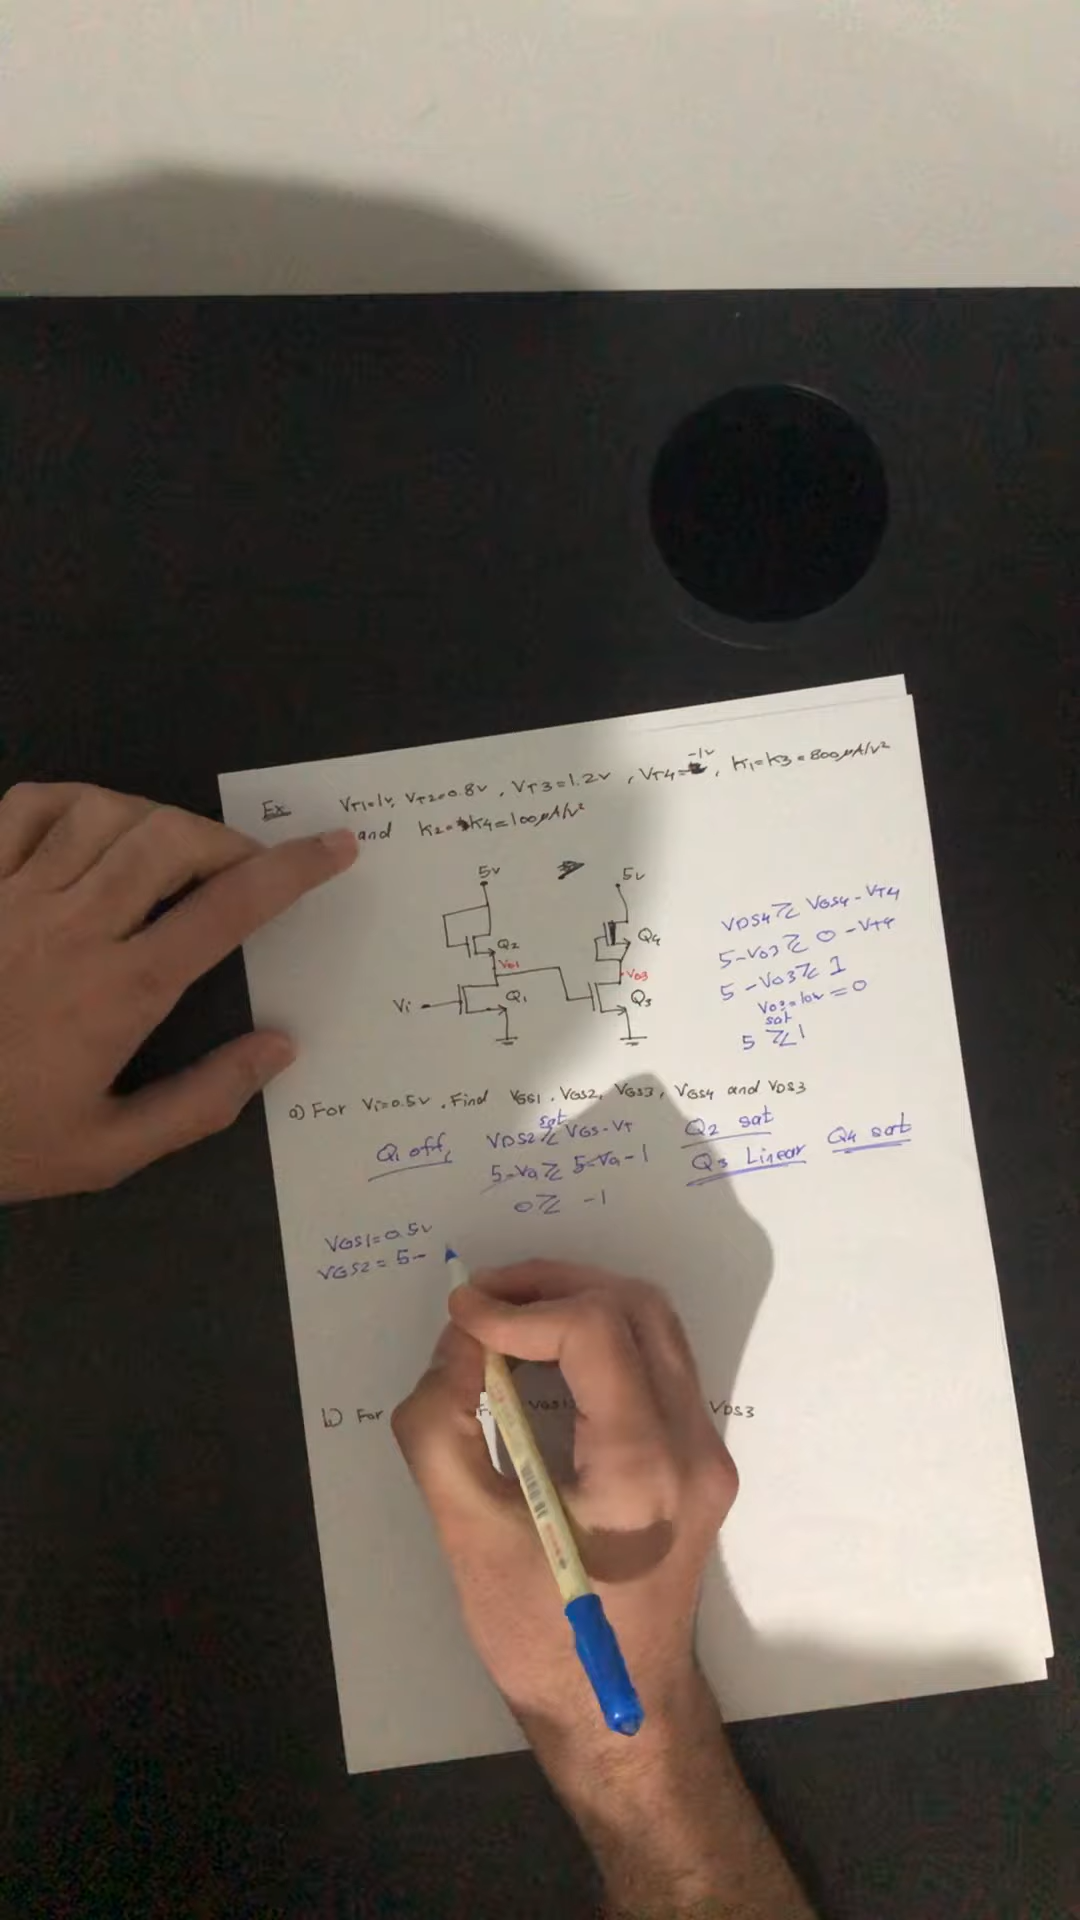 Ex VT1=1v, VT2=0.8v, VT3=1.2v, VT4=-1v, K1=K3=800µA/v²
and K2=K4=100µA/v²
5v 5v
Q2 Q4
Vo1 Vo3
Vi Q1 Q3
VDS4 ≥ VGS4-VT4
5-Vo3 ≥ 0-VT4
5-Vo3 ≥ 1
Vo3=low=0
sat
5 ≥ 1
a) For Vi=0.5v. Find VGS1, VGS2, VGS3, VGS4 and VDS3
Q1 off, VDS2 sat ≥ VGS-VT Q2 sat
5-Va ≥ 5-Va-1 Q3 Linear Q4 sat
0 ≥ -1
VGS1=0.5v
VGS2=5-
b) For VGS1 VDS3